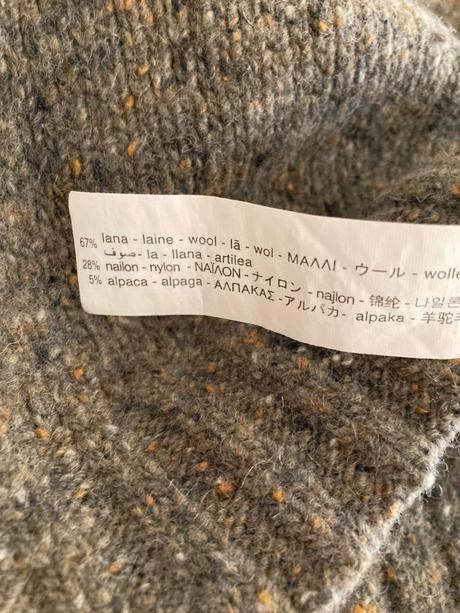 67% lana - laine - wool - lã - wol - ΜΑΛΛΙ - ウール - wolle
صوف - la - llana - artilea
28% nailon - nylon - ΝΑΪΛΟΝ - ナイロン - najlon - 锦纶 - 나일론
5% alpaca - alpaga - ΑΛΠΑΚΑΣ - アルパカ - alpaka - 羊驼